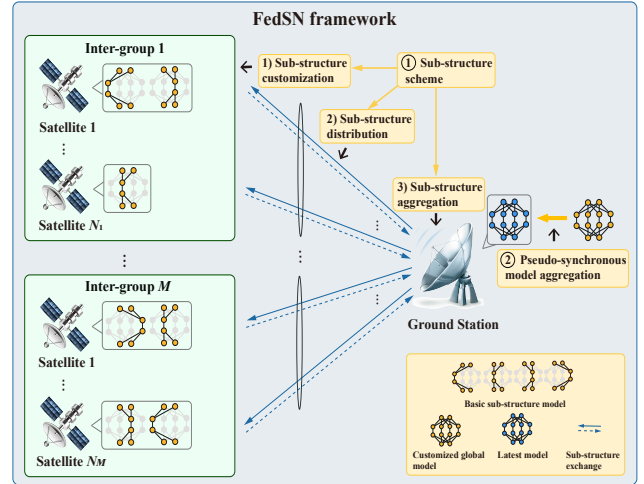 FedSN framework
Inter-group 1
Satellite 1
⋮
Satellite N₁
⋮
Inter-group M
Satellite 1
⋮
Satellite N_M
1) Sub-structure
customization
① Sub-structure
scheme
2) Sub-structure
distribution
3) Sub-structure
aggregation
② Pseudo-synchronous
model aggregation
Ground Station
Basic sub-structure model
Customized global
model
Latest model
Sub-structure
exchange